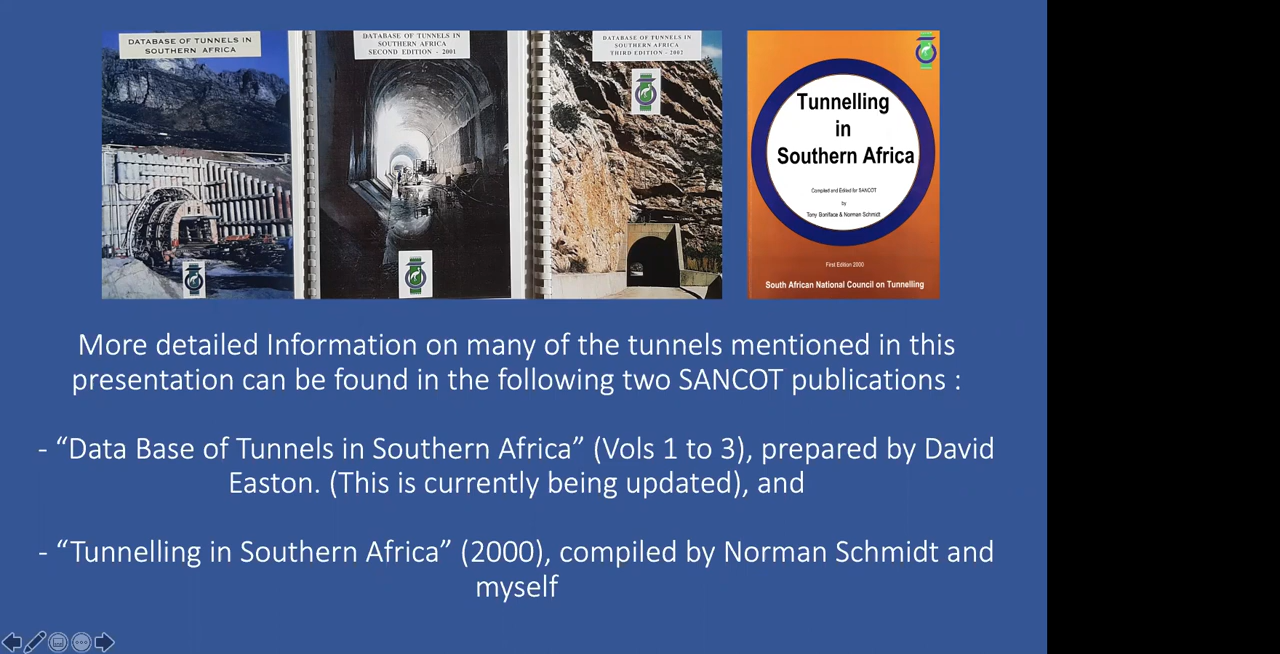 DATABASE OF TUNNELS IN
SOUTHERN AFRICA
DATABASE OF TUNNELS IN
SOUTHERN AFRICA
SECOND EDITION - 2001
DATABASE OF TUNNELS IN
SOUTHERN AFRICA
THIRD EDITION - 2002
Tunnelling
in
Southern Africa
Compiled and Edited for SANCOT
by
Tony Boniface & Norman Schmidt
First Edition 2000
South African National Council on Tunnelling
More detailed Information on many of the tunnels mentioned in this
presentation can be found in the following two SANCOT publications :
- “Data Base of Tunnels in Southern Africa” (Vols 1 to 3), prepared by David
Easton. (This is currently being updated), and
- “Tunnelling in Southern Africa” (2000), compiled by Norman Schmidt and
myself